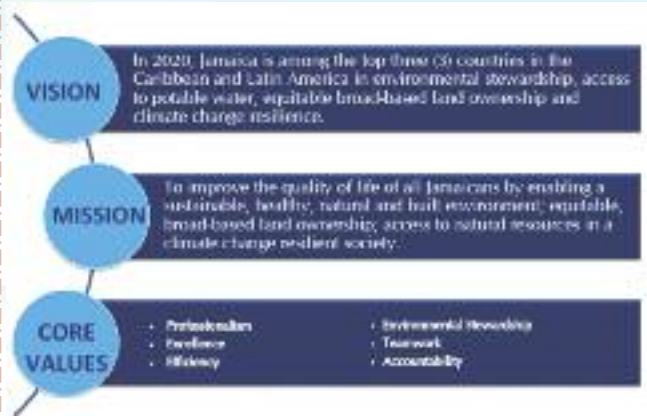 VISION
In 2020, Jamaica is among the top three (3) countries in the
Caribbean and Latin America in environmental stewardship, access
to potable water, equitable broad-based land ownership and
climate change resilience.
MISSION
To improve the quality of life of all Jamaicans by enabling a
sustainable, healthy, natural and built environment, equitable,
broad-based land ownership, access to natural resources in a
climate change resilient society.
CORE
VALUES
• Professionalism
• Excellence
• Efficiency
• Environmental Stewardship
• Teamwork
• Accountability